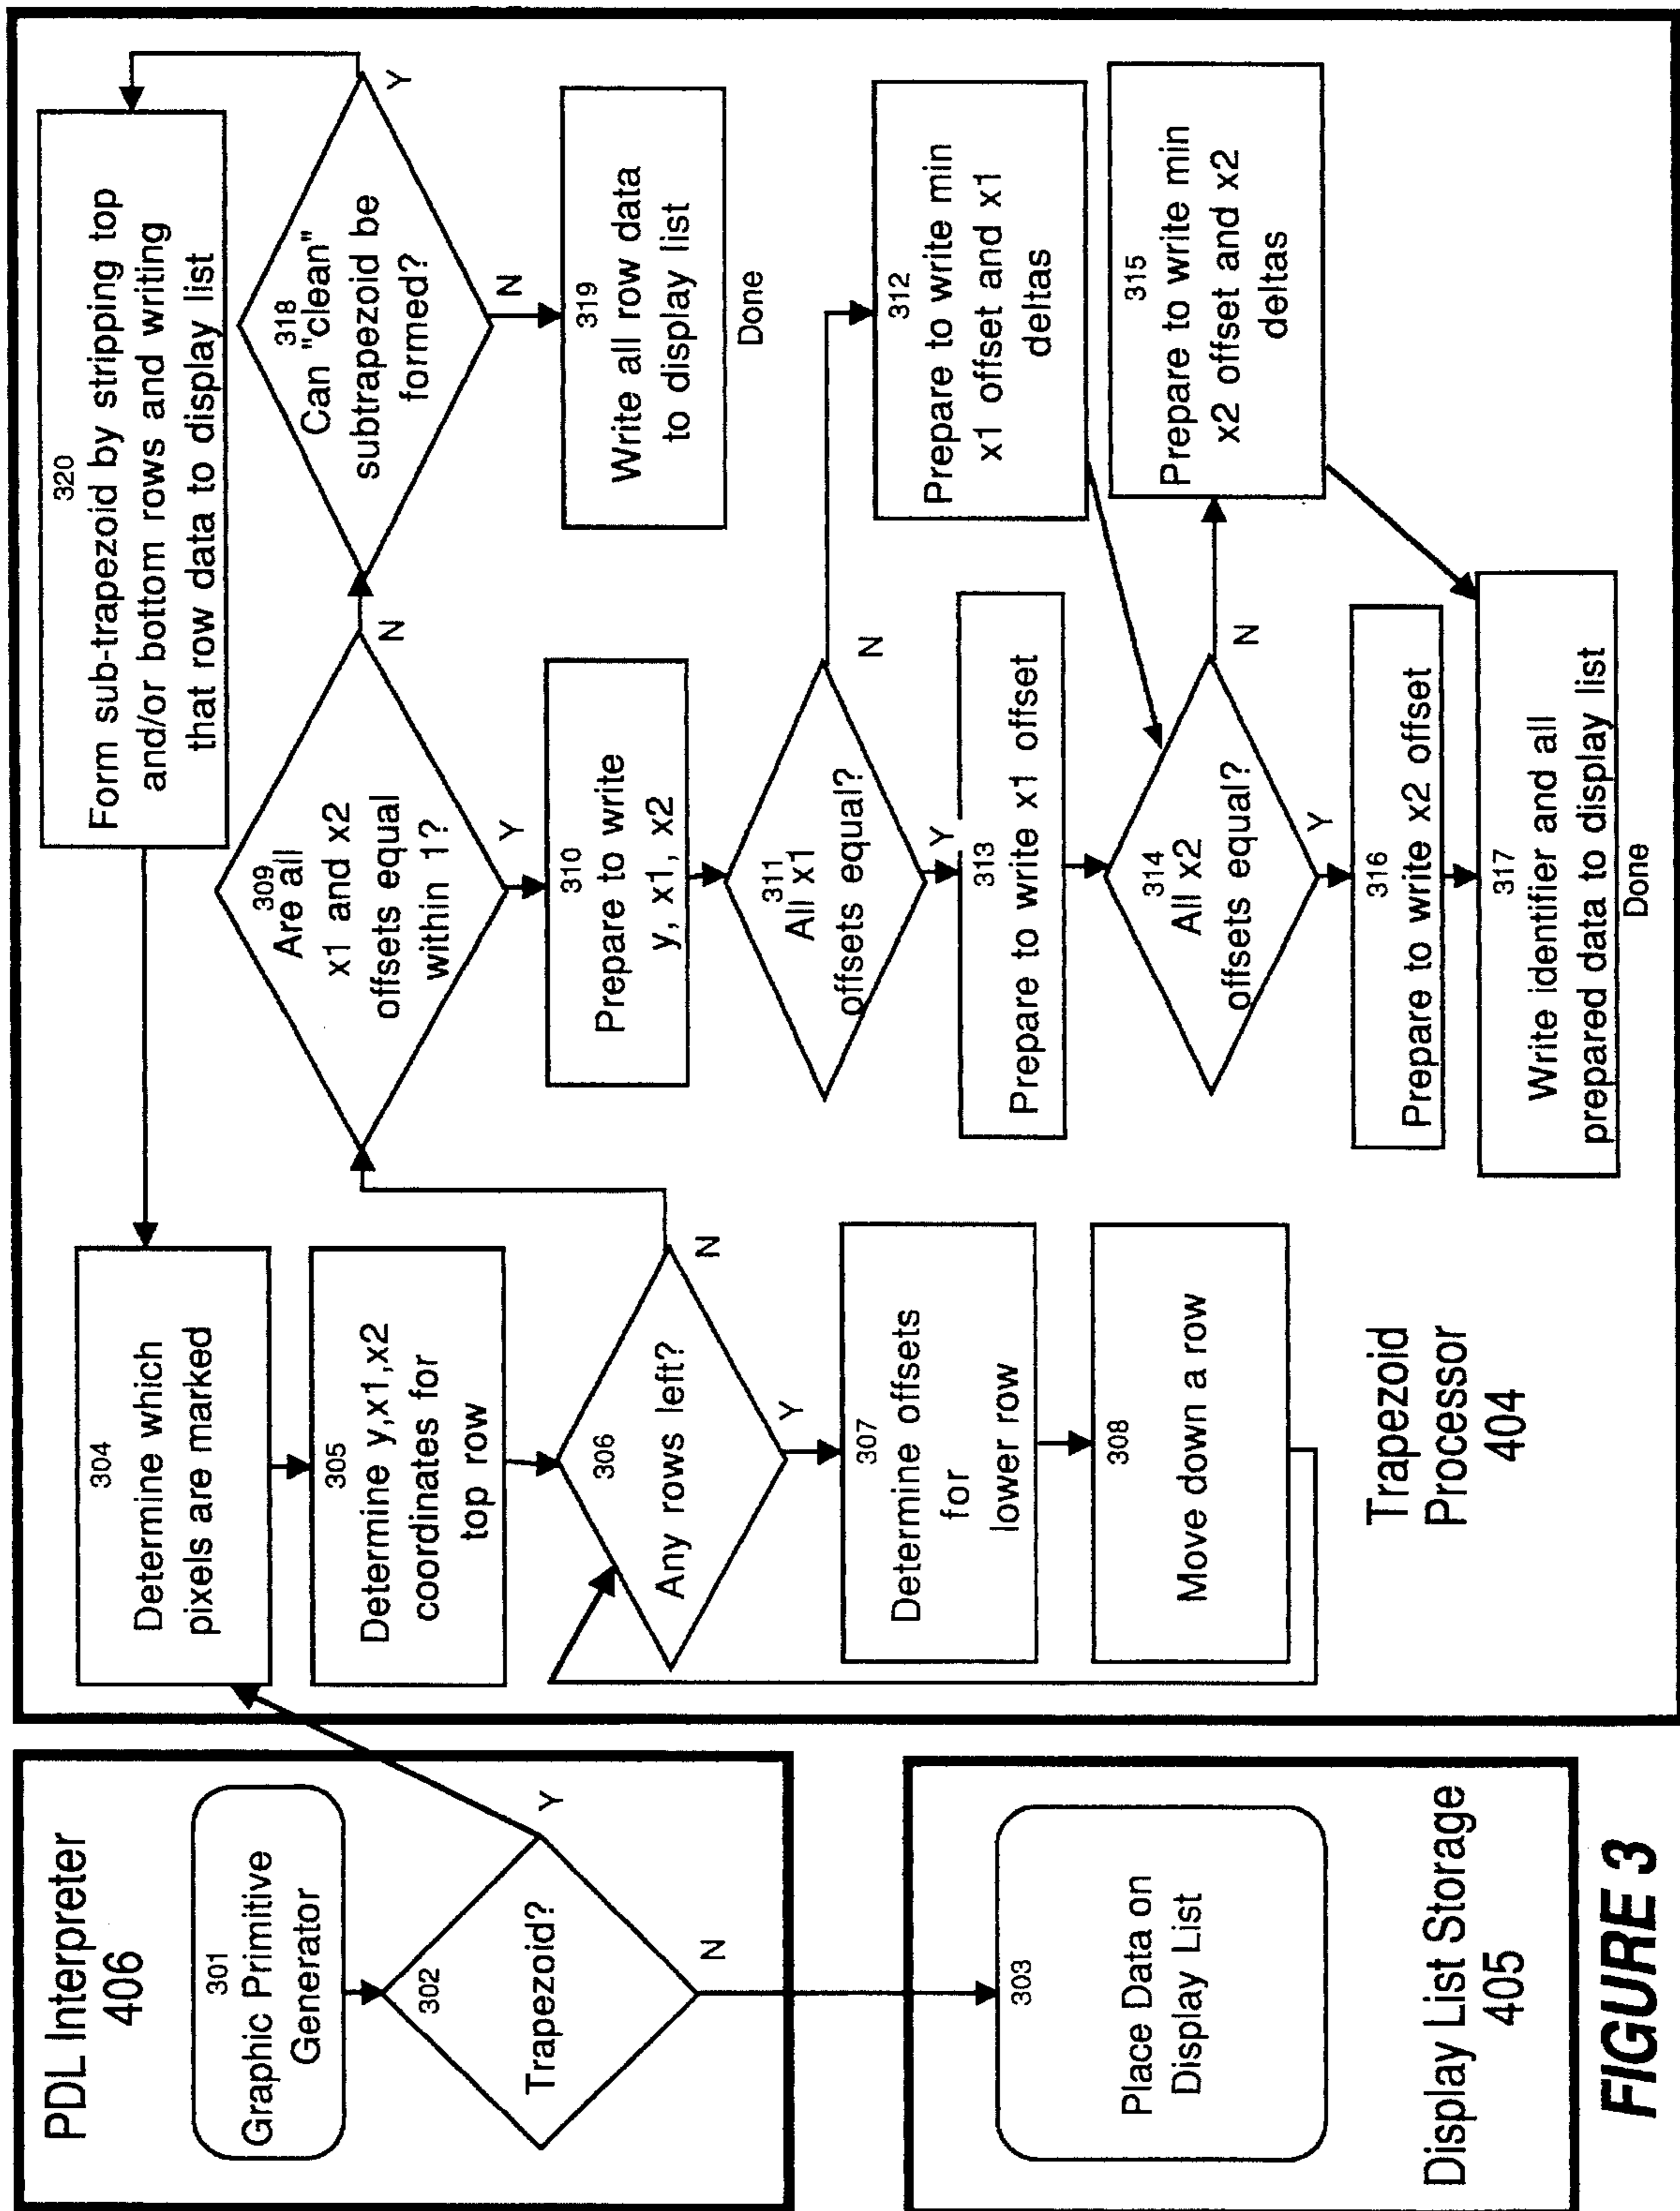 PDL Interpreter
406
301
Graphic Primitive
Generator
302
Trapezoid?
Y
N
303
Place Data on
Display List
Display List Storage
405
304
Determine which
pixels are marked
305
Determine y,x1,x2
coordinates for
top row
306
Any rows left?
N
Y
307
Determine offsets
for
lower row
308
Move down a row
Trapezoid
Processor
404
309
Are all
x1 and x2
offsets equal
within 1?
N
Y
310
Prepare to write
y, x1, x2
311
All x1
offsets equal?
N
Y
313
Prepare to write x1 offset
314
All x2
offsets equal?
N
Y
316
Prepare to write x2 offset
317
Write identifier and all
prepared data to display list
Done
320
Form sub-trapezoid by stripping top
and/or bottom rows and writing
that row data to display list
318
Can "clean"
subtrapezoid be
formed?
Y
N
319
Write all row data
to display list
Done
312
Prepare to write min
x1 offset and x1
deltas
315
Prepare to write min
x2 offset and x2
deltas
FIGURE 3